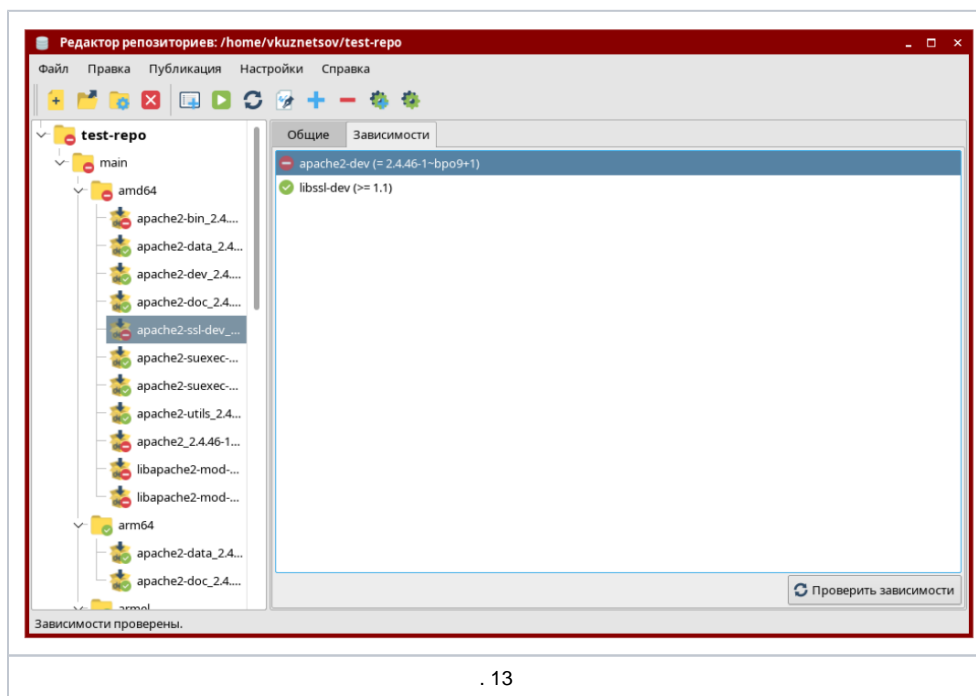 Редактор репозиториев: /home/vkuznetsov/test-repo
Файл Правка Публикация Настройки Справка
test-repo
main
amd64
apache2-bin_2.4....
apache2-data_2.4...
apache2-dev_2.4....
apache2-doc_2.4....
apache2-ssl-dev_...
apache2-suexec-...
apache2-suexec-...
apache2-utils_2.4...
apache2_2.4.46-1...
libapache2-mod-...
libapache2-mod-...
arm64
apache2-data_2.4...
apache2-doc_2.4....
armel
Общие Зависимости
apache2-dev (= 2.4.46-1~bpo9+1)
libssl-dev (>= 1.1)
Проверить зависимости
Зависимости проверены.
. 13